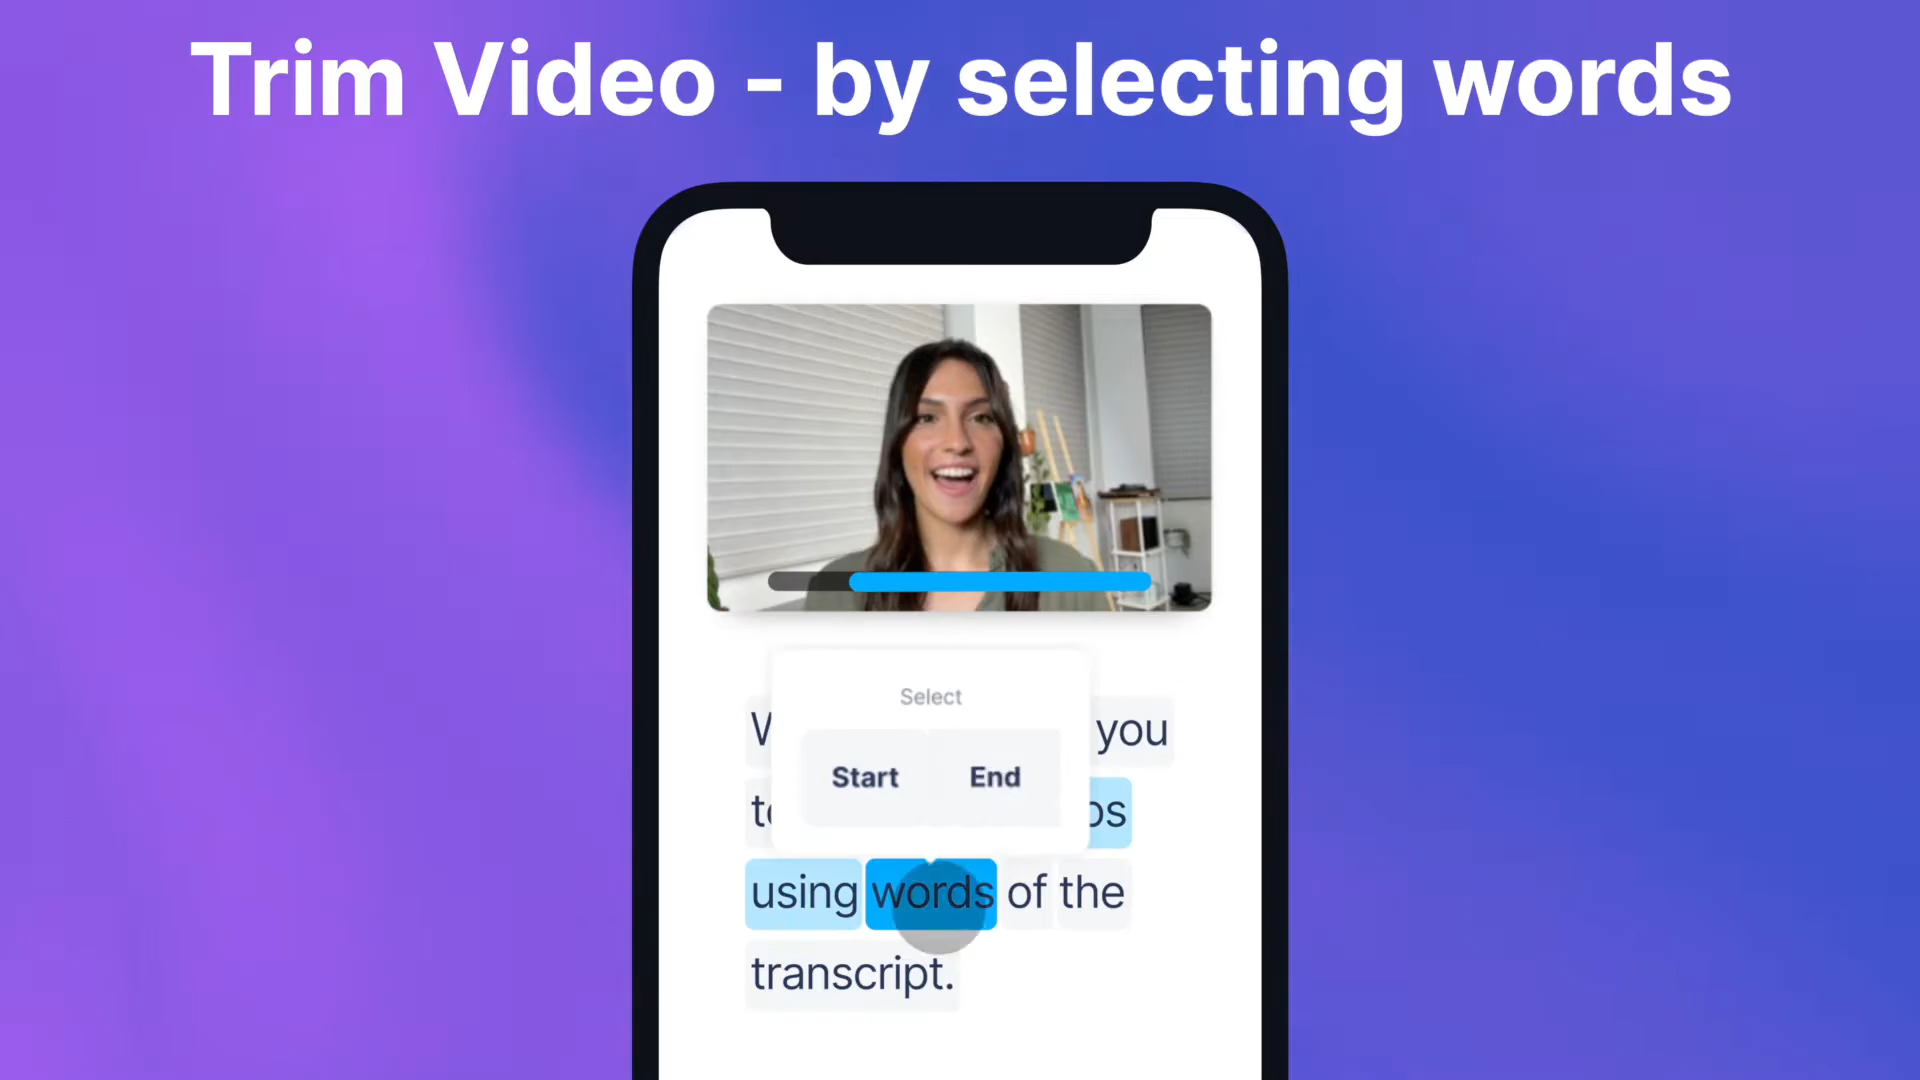 Trim Video - by selecting words
Select
you
Start End
using words of the
transcript.